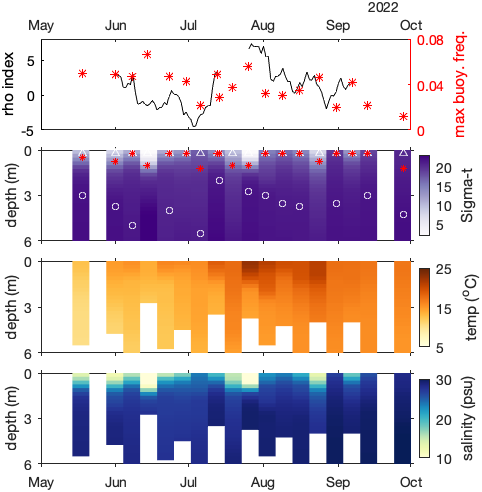 2022
May Jun Jul Aug Sep Oct
rho index
5
0
-5
0.08
0.04
0
max buoy. freq.
depth (m)
0
3
6
20
15
10
5
Sigma-t
depth (m)
0
3
6
25
15
5
temp (°C)
depth (m)
0
3
6
30
20
10
salinity (psu)
May Jun Jul Aug Sep Oct